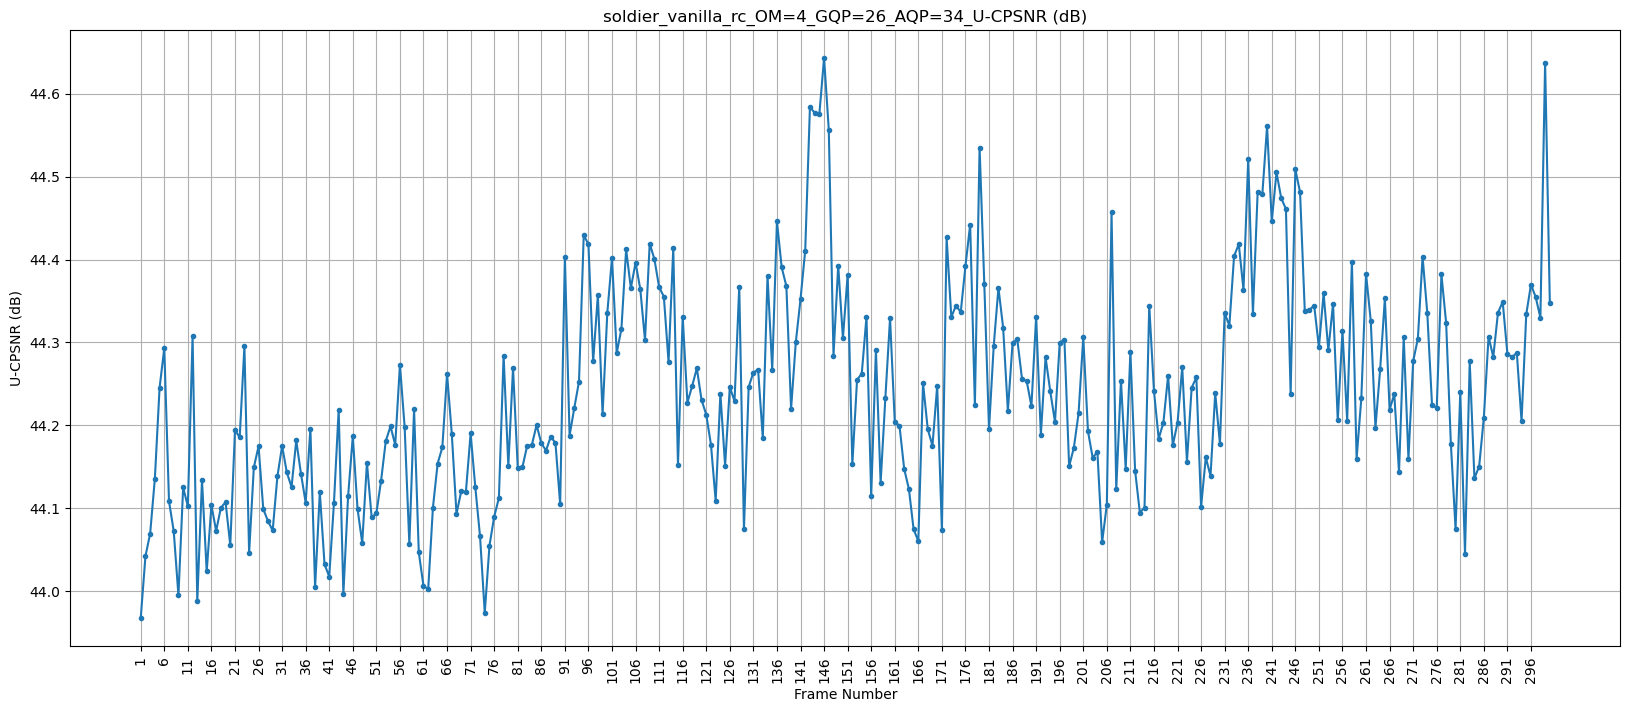 soldier_vanilla_rc_OM=4_GQP=26_AQP=34_U-CPSNR (dB)
U-CPSNR (dB)
44.6
44.5
44.4
44.3
44.2
44.1
44.0
1 6 11 16 21 26 31 36 41 46 51 56 61 66 71 76 81 86 91 96 101 106 111 116 121 126 131 136 141 146 151 156 161 166 171 176 181 186 191 196 201 206 211 216 221 226 231 236 241 246 251 256 261 266 271 276 281 286 291 296
Frame Number